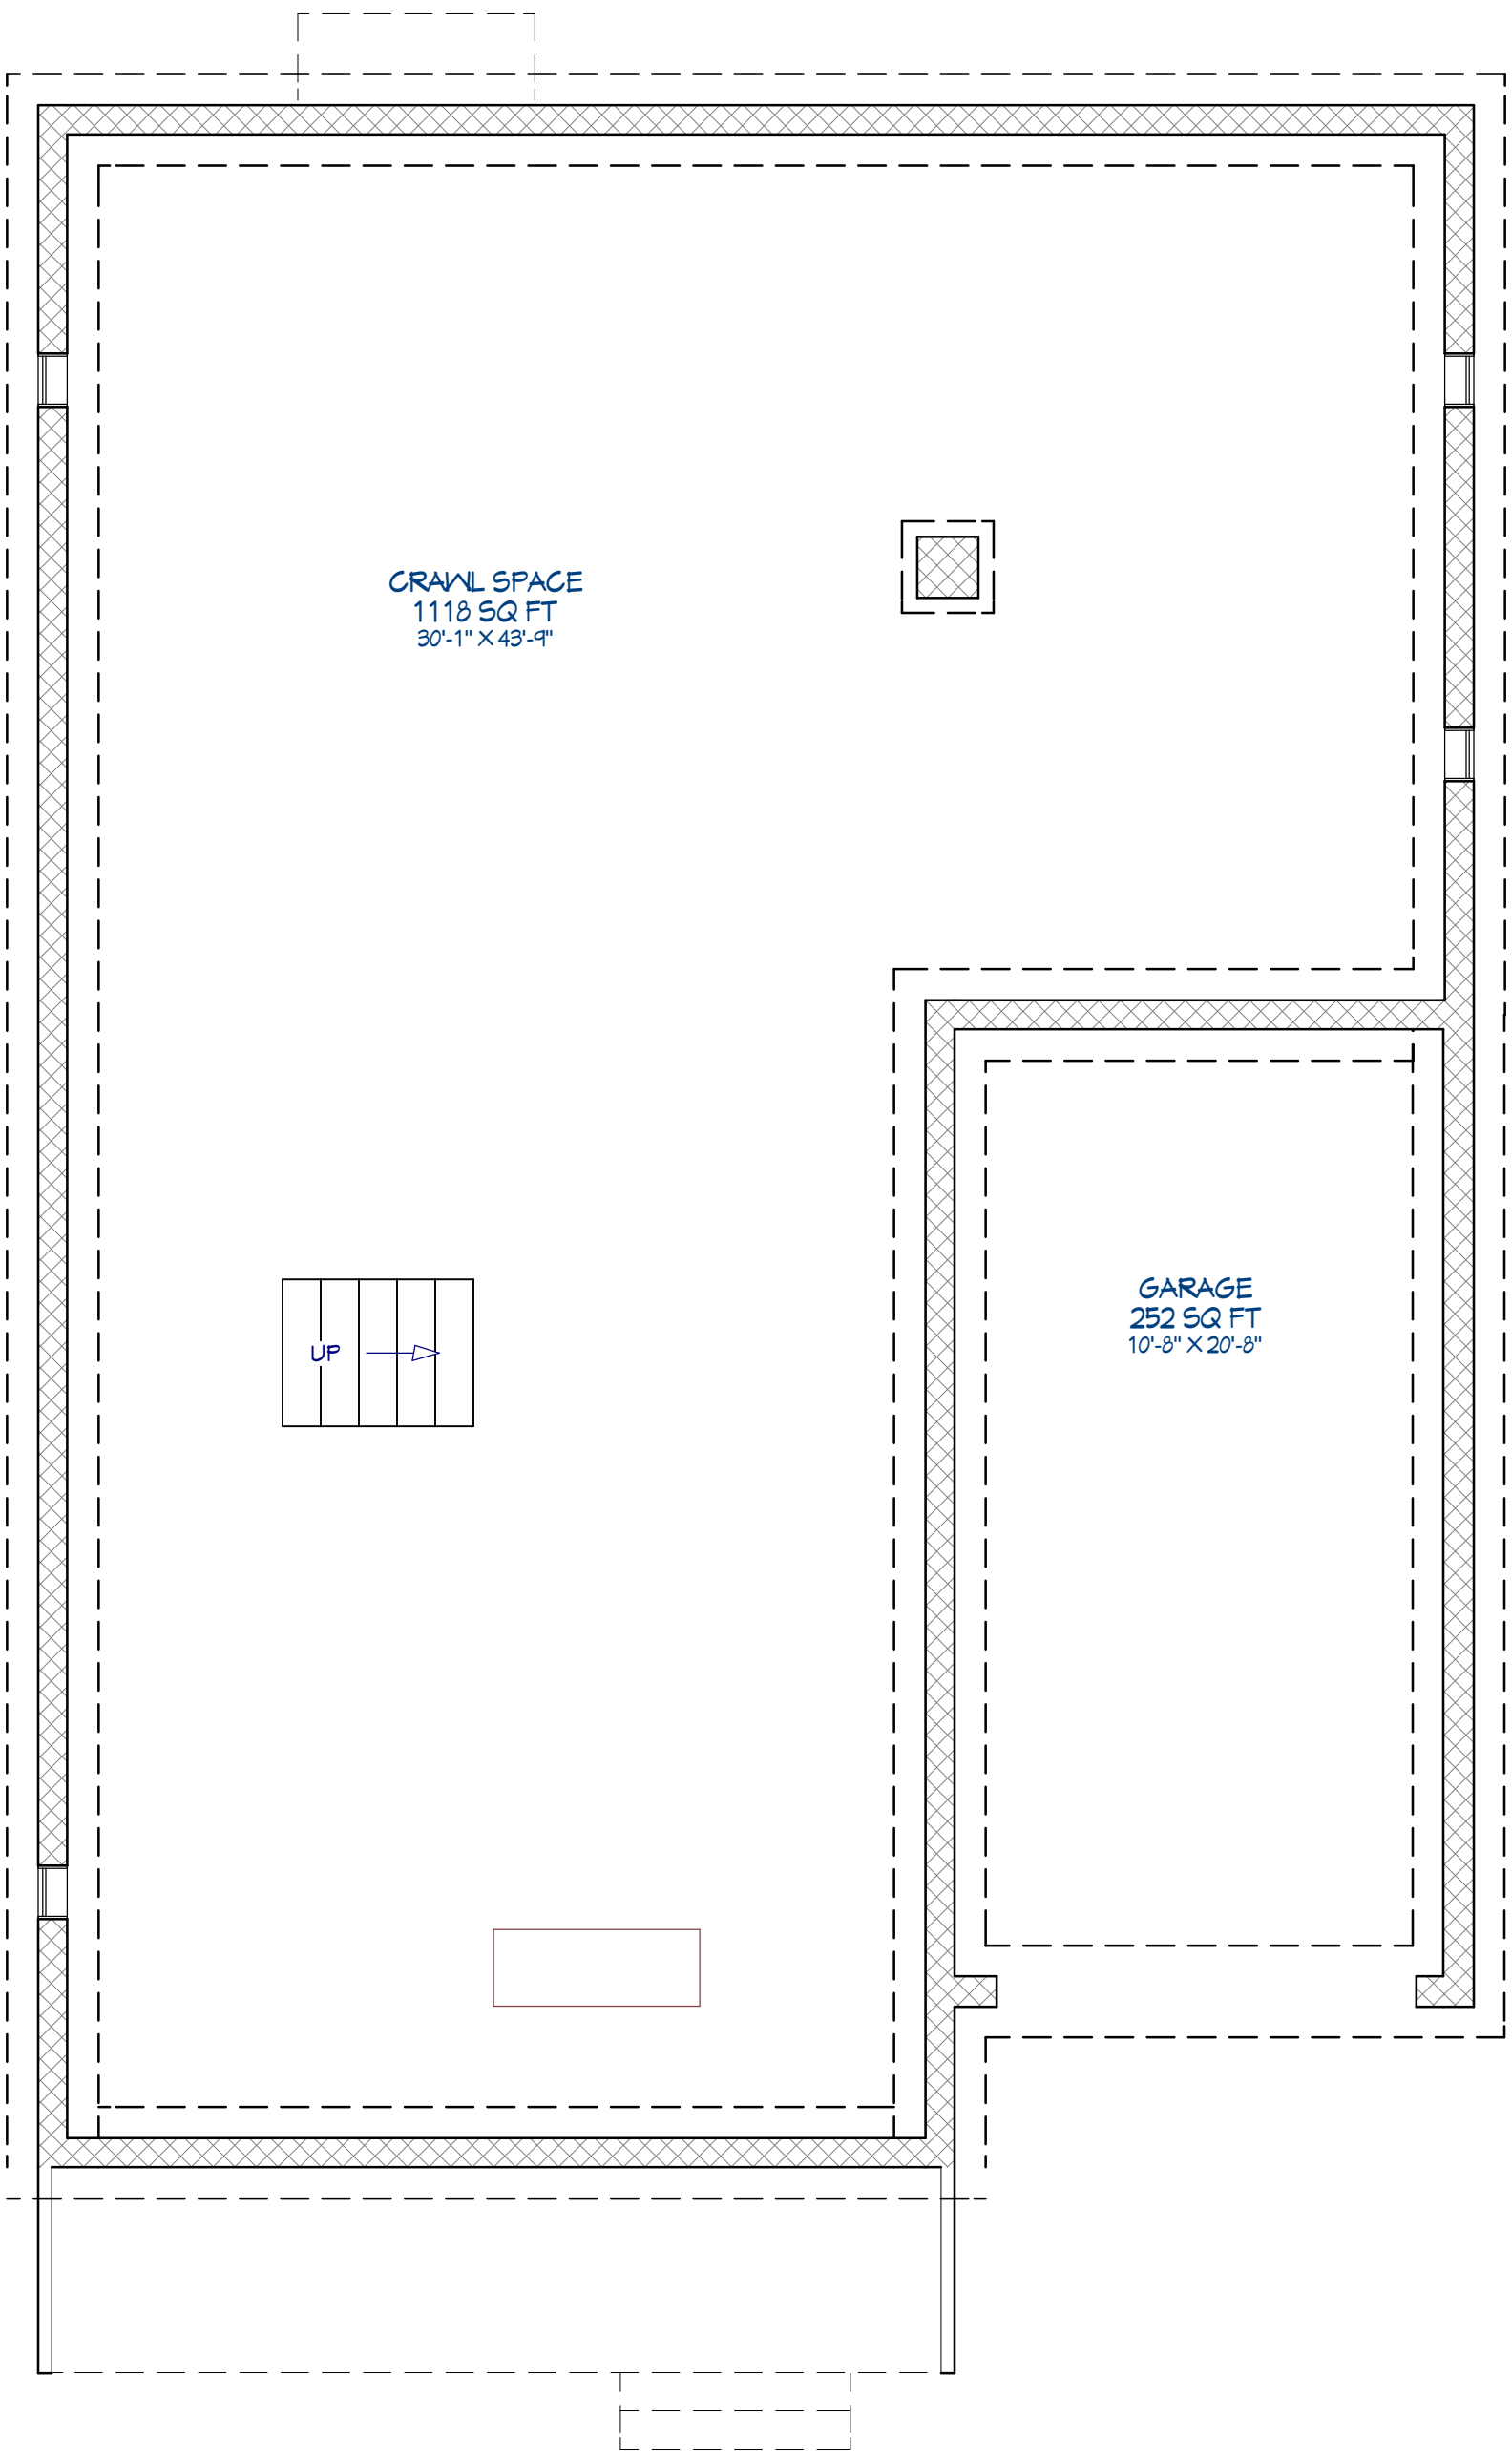 CRAWL SPACE
1118 SQ FT
30'-1" X 43'-9"
GARAGE
252 SQ FT
10'-8" X 20'-8"
UP